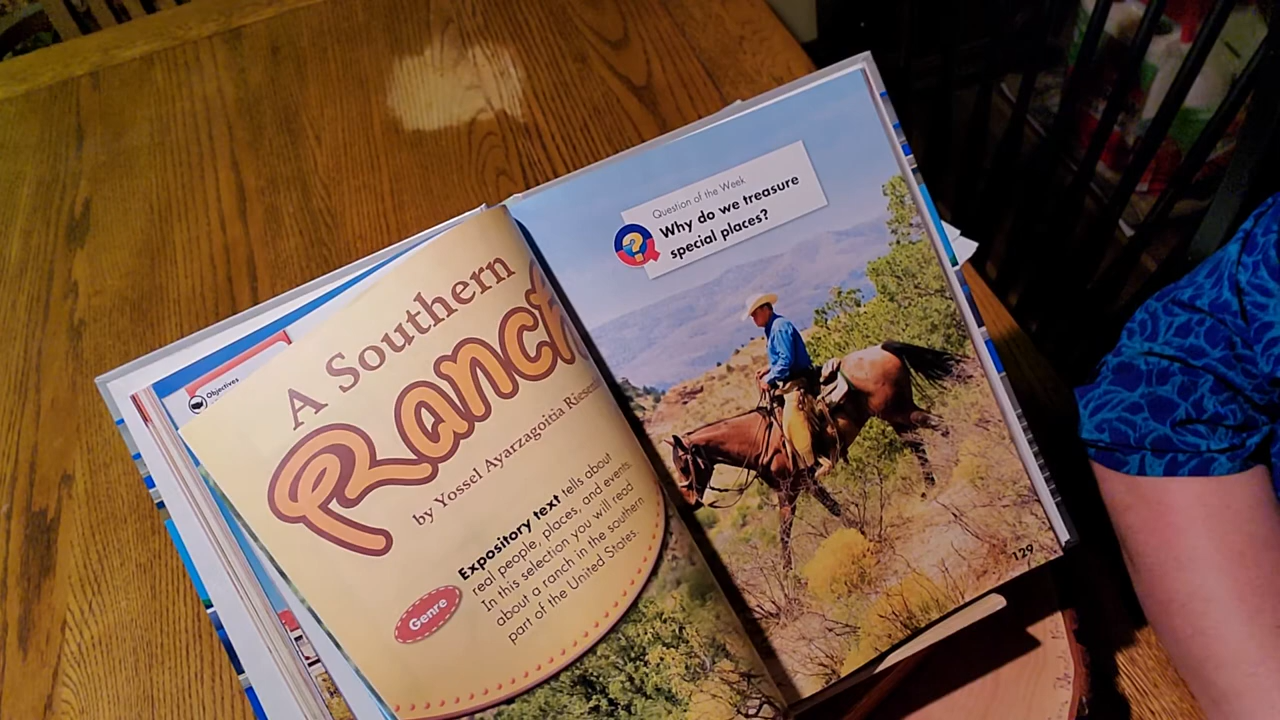 Objectives
A Southern
Ranch
by Yossel Ayarzagoitia
Genre
Expository text tells about
real people, places, and events.
In this selection you will read
about a ranch in the southern
part of the United States.
Question of the Week
Why do we treasure
special places?
129